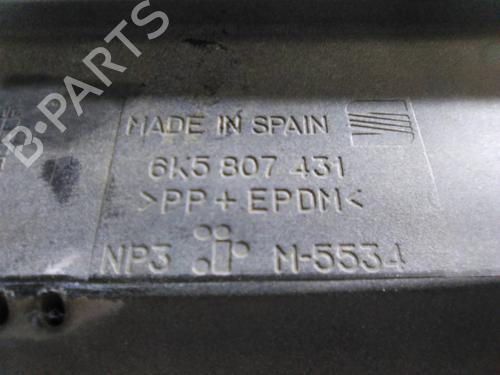 B-PARTS
MADE IN SPAIN
6K5 807 431
>PP+EPDM<
NP3 M-5534